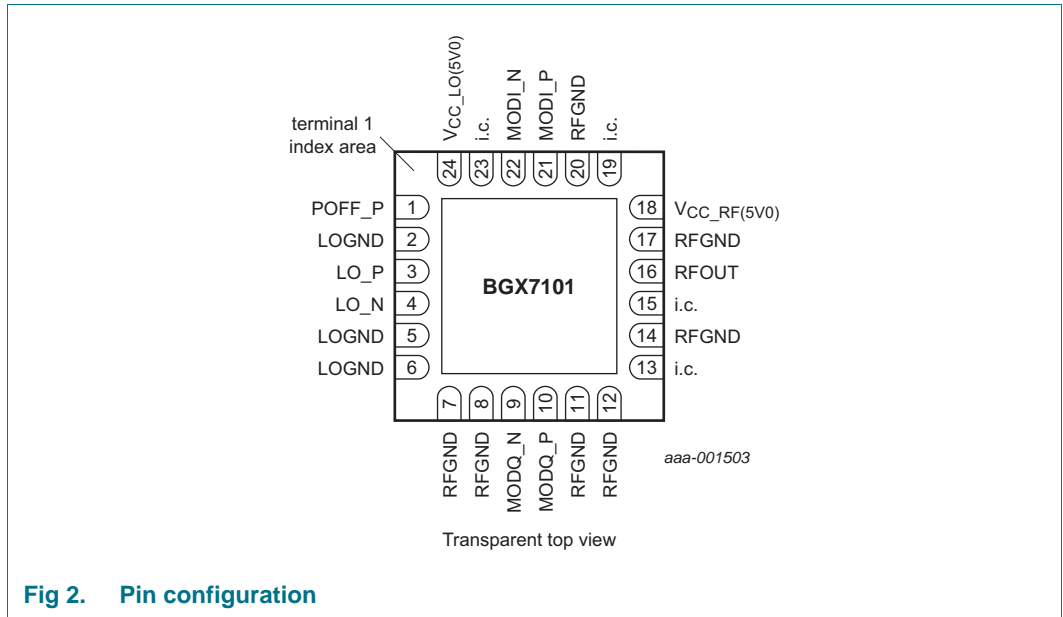 VCC_LO(5V0)
i.c.
MODI_N
MODI_P
RFGND
i.c.
terminal 1
index area
24
23
22
21
20
19
POFF_P 1
LOGND 2
LO_P 3
LO_N 4
LOGND 5
LOGND 6
BGX7101
18 VCC_RF(5V0)
17 RFGND
16 RFOUT
15 i.c.
14 RFGND
13 i.c.
7
8
9
10
11
12
RFGND
RFGND
MODQ_N
MODQ_P
RFGND
RFGND
aaa-001503
Transparent top view
Fig 2. Pin configuration